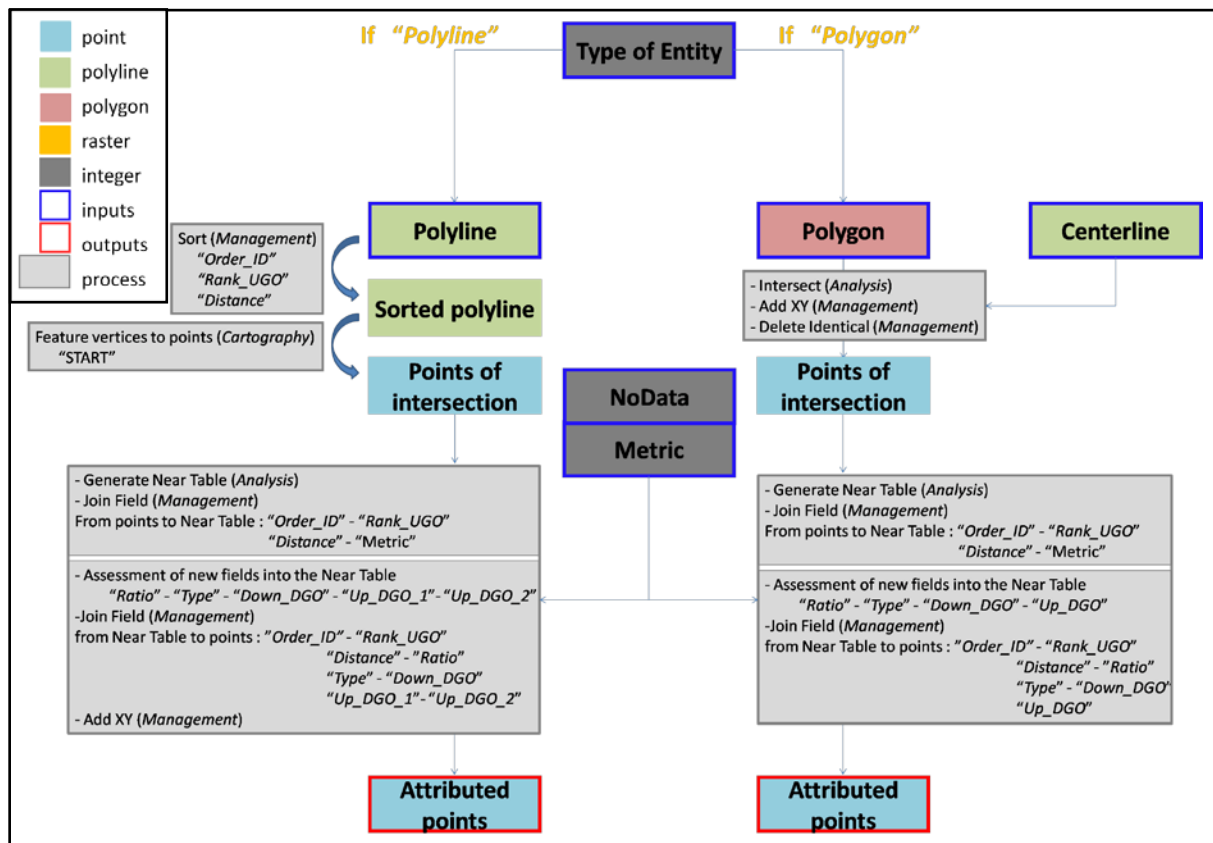 point
polyline
polygon
raster
integer
inputs
outputs
process
If "Polyline"
Type of Entity
If "Polygon"
Sort (Management)
"Order_ID"
"Rank_UGO"
"Distance"
Polyline
Sorted polyline
Feature vertices to points (Cartography)
"START"
Points of
intersection
Polygon
Centerline
- Intersect (Analysis)
- Add XY (Management)
- Delete Identical (Management)
Points of
intersection
NoData
Metric
- Generate Near Table (Analysis)
- Join Field (Management)
From points to Near Table : "Order_ID" - "Rank_UGO"
"Distance" - "Metric"
- Assessment of new fields into the Near Table
"Ratio" - "Type" - "Down_DGO" - "Up_DGO_1" - "Up_DGO_2"
-Join Field (Management)
from Near Table to points : "Order_ID" - "Rank_UGO"
"Distance" - "Ratio"
"Type" - "Down_DGO"
"Up_DGO_1" - "Up_DGO_2"
- Add XY (Management)
- Generate Near Table (Analysis)
- Join Field (Management)
From points to Near Table : "Order_ID" - "Rank_UGO"
"Distance" - "Metric"
- Assessment of new fields into the Near Table
"Ratio" - "Type" - "Down_DGO" - "Up_DGO"
-Join Field (Management)
from Near Table to points : "Order_ID" - "Rank_UGO"
"Distance" - "Ratio"
"Type" - "Down_DGO"
"Up_DGO"
Attributed
points
Attributed
points